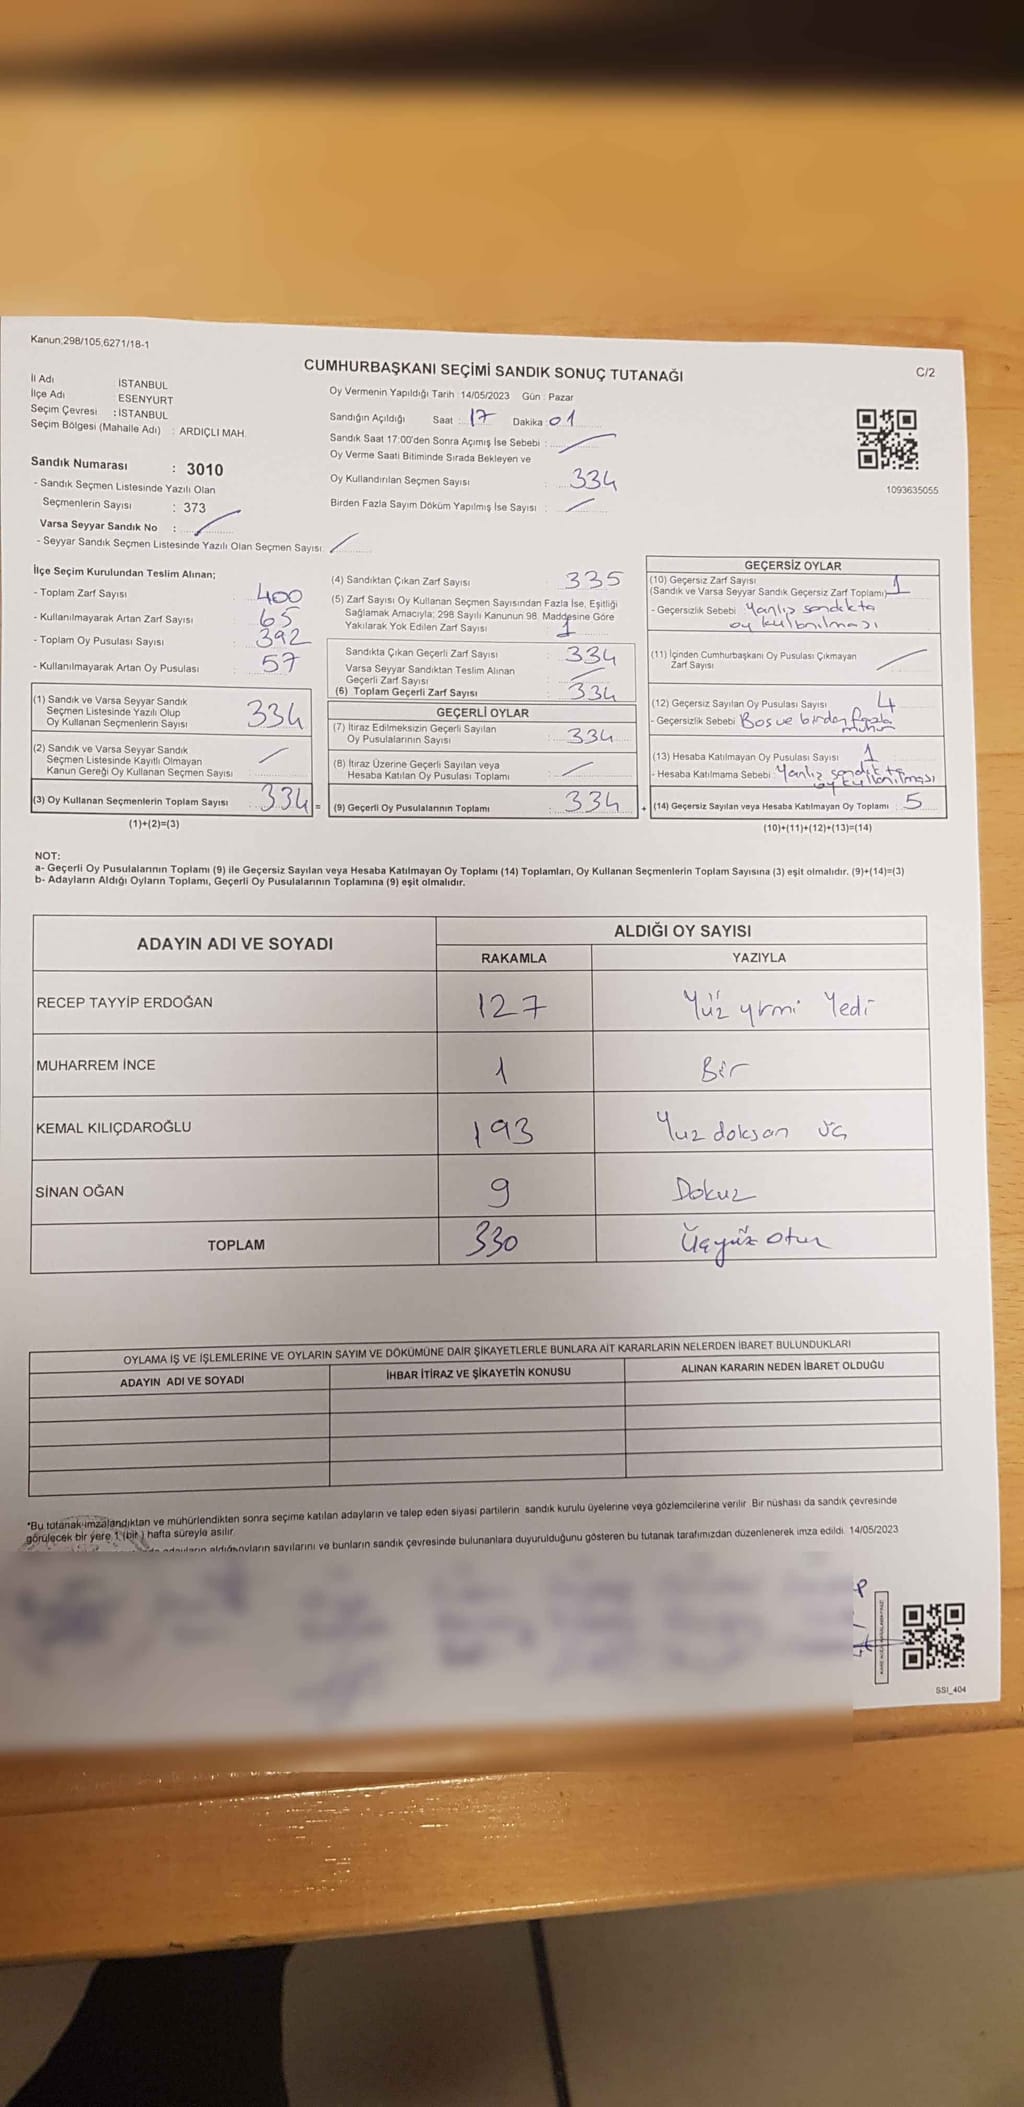 Kanun;298/105,6271/18-1
CUMHURBAŞKANI SEÇİMİ SANDIK SONUÇ TUTANAĞI
C/2
İl Adı İSTANBUL
İlçe Adı ESENYURT
Seçim Çevresi : İSTANBUL
Seçim Bölgesi (Mahalle Adı) : ARDIÇLI MAH.
Oy Vermenin Yapıldığı Tarih : 14/05/2023 Gün : Pazar
Sandığın Açıldığı Saat : 17 Dakika : 01
Sandık Saat 17:00'den Sonra Açımış İse Sebebi :
Oy Verme Saati Bitiminde Sırada Bekleyen ve
Oy Kullandırılan Seçmen Sayısı : 334
Birden Fazla Sayım Döküm Yapılmış İse Sayısı :
1093635055
Sandık Numarası : 3010
- Sandık Seçmen Listesinde Yazılı Olan
Seçmenlerin Sayısı : 373
Varsa Seyyar Sandık No :
- Seyyar Sandık Seçmen Listesinde Yazılı Olan Seçmen Sayısı:
İlçe Seçim Kurulundan Teslim Alınan;
- Toplam Zarf Sayısı : 400
- Kullanılmayarak Artan Zarf Sayısı : 65
- Toplam Oy Pusulası Sayısı : 392
- Kullanılmayarak Artan Oy Pusulası : 57
(1) Sandık ve Varsa Seyyar Sandık
Seçmen Listesinde Yazılı Olup
Oy Kullanan Seçmenlerin Sayısı 334
(2) Sandık ve Varsa Seyyar Sandık
Seçmen Listesinde Kayıtlı Olmayan
Kanun Gereği Oy Kullanan Seçmen Sayısı
(3) Oy Kullanan Seçmenlerin Toplam Sayısı : 334 =
(1)+(2)=(3)
(4) Sandıktan Çıkan Zarf Sayısı : 335
(5) Zarf Sayısı Oy Kullanan Seçmen Sayısından Fazla İse, Eşitliği
Sağlamak Amacıyla; 298 Sayılı Kanunun 98. Maddesine Göre
Yakılarak Yok Edilen Zarf Sayısı : 1
Sandıkta Çıkan Geçerli Zarf Sayısı : 334
Varsa Seyyar Sandıktan Teslim Alınan
Geçerli Zarf Sayısı :
(6) Toplam Geçerli Zarf Sayısı : 334
GEÇERLİ OYLAR
(7) İtiraz Edilmeksizin Geçerli Sayılan
Oy Pusulalarının Sayısı : 334
(8) İtiraz Üzerine Geçerli Sayılan veya
Hesaba Katılan Oy Pusulası Toplamı :
(9) Geçerli Oy Pusulalarının Toplamı : 334 +
GEÇERSİZ OYLAR
(10) Geçersiz Zarf Sayısı
(Sandık ve Varsa Seyyar Sandık Geçersiz Zarf Toplamı) 1
- Geçersizlik Sebebi : Yanlış sandıkta
oy kullanılması
(11) İçinden Cumhurbaşkanı Oy Pusulası Çıkmayan
Zarf Sayısı
(12) Geçersiz Sayılan Oy Pusulası Sayısı : 4
- Geçersizlik Sebebi : Bos ve birden fazla
mühür
(13) Hesaba Katılmayan Oy Pusulası Sayısı : 1
- Hesaba Katılmama Sebebi : Yanlış sandıkta
oy kullanılması
(14) Geçersiz Sayılan veya Hesaba Katılmayan Oy Toplamı : 5
(10)+(11)+(12)+(13)=(14)
NOT:
a- Geçerli Oy Pusulalarının Toplamı (9) ile Geçersiz Sayılan veya Hesaba Katılmayan Oy Toplamı (14) Toplamları, Oy Kullanan Seçmenlerin Toplam Sayısına (3) eşit olmalıdır. (9)+(14)=(3)
b- Adayların Aldığı Oyların Toplamı, Geçerli Oy Pusulalarının Toplamına (9) eşit olmalıdır.
ADAYIN ADI VE SOYADI
ALDIĞI OY SAYISI
RAKAMLA YAZIYLA
RECEP TAYYİP ERDOĞAN 127 Yüz yırmi Yedi
MUHARREM İNCE 1 Bir
KEMAL KILIÇDAROĞLU 193 Yuz doksan üç
SİNAN OĞAN 9 Dokuz
TOPLAM 330 Üçyüz otuz
OYLAMA İŞ VE İŞLEMLERİNE VE OYLARIN SAYIM VE DÖKÜMÜNE DAİR ŞİKAYETLERLE BUNLARA AİT KARARLARIN NELERDEN İBARET BULUNDUKLARI
ADAYIN ADI VE SOYADI İHBAR İTİRAZ VE ŞİKAYETİN KONUSU ALINAN KARARIN NEDEN İBARET OLDUĞU
*Bu tutanak imzalandıktan ve mühürlendikten sonra seçime katılan adayların ve talep eden siyasi partilerin sandık kurulu üyelerine veya gözlemcilerine verilir. Bir nüshası da sandık çevresinde
görülecek bir yere 1 (bir) hafta süreyle asılır.
aldığı oyların sayılarını ve bunların sandık çevresinde bulunanlara duyurulduğunu gösteren bu tutanak tarafımızdan düzenlenerek imza edildi. 14/05/2023
SSI_404